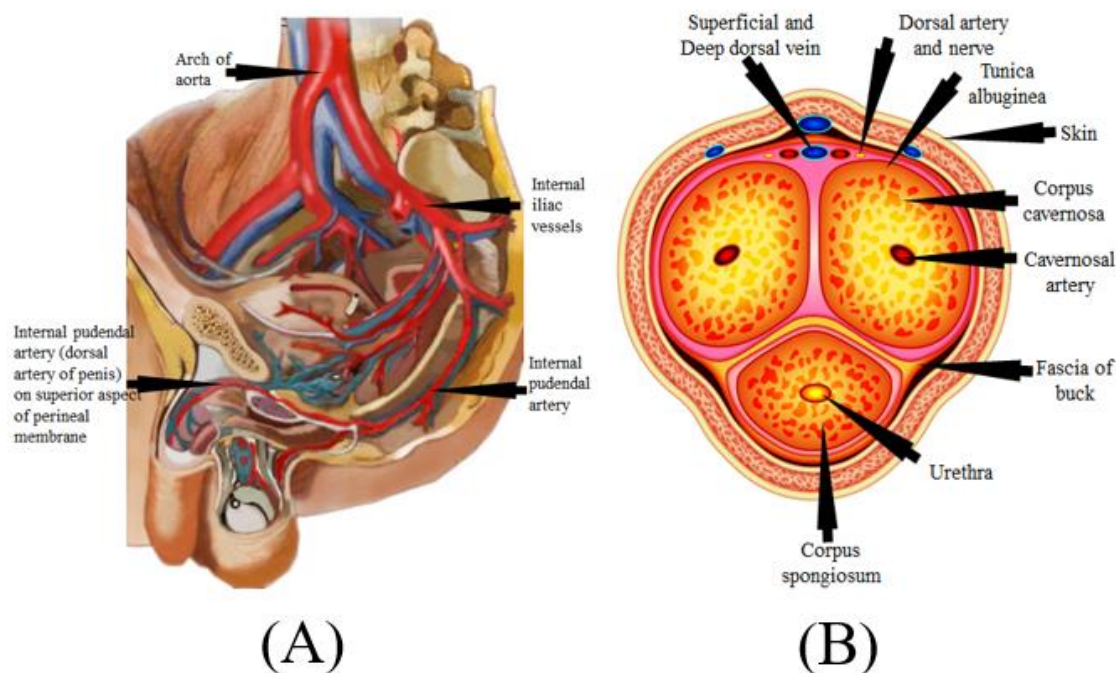 Arch of
aorta
Internal
iliac
vessels
Internal pudendal
artery (dorsal
artery of penis)
on superior aspect
of perineal
membrane
Internal
pudendal
artery
(A)
Superficial and
Deep dorsal vein
Dorsal artery
and nerve
Tunica
albuginea
Skin
Corpus
cavernosa
Cavernosal
artery
Fascia of
buck
Urethra
Corpus
spongiosum
(B)